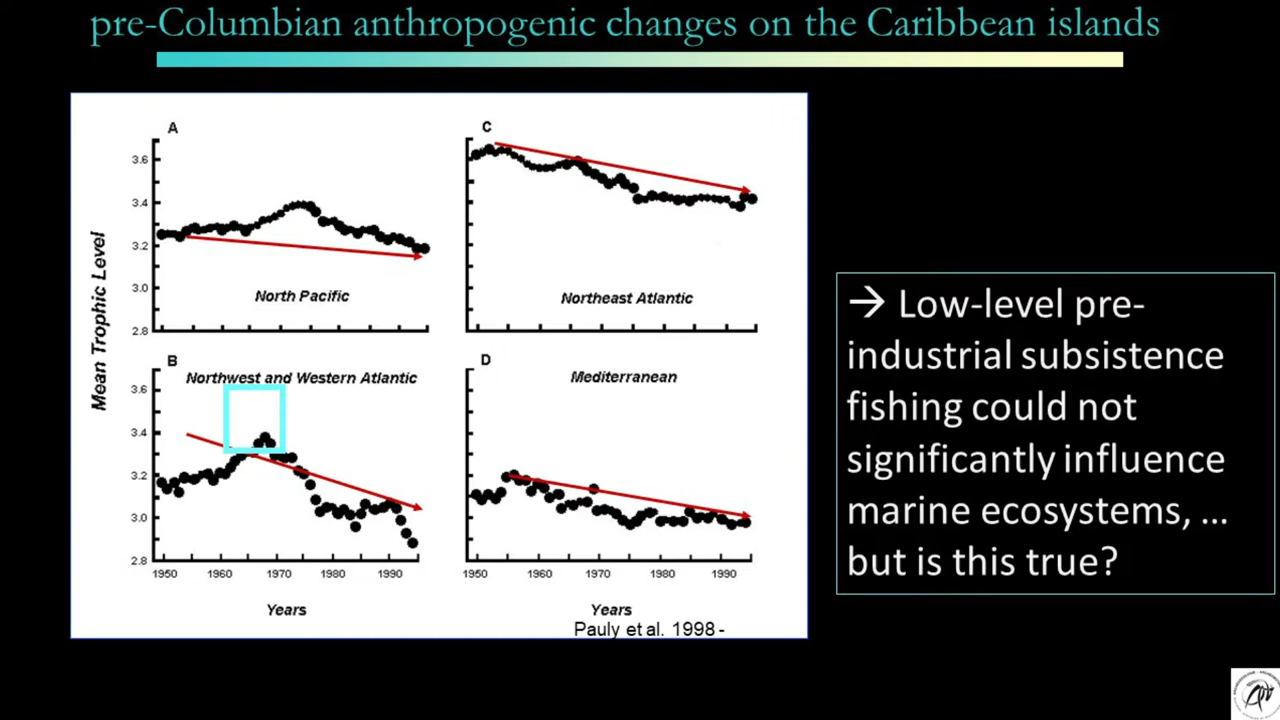 pre-Columbian anthropogenic changes on the Caribbean islands
A
3.6
3.4
3.2
3.0
2.8
North Pacific
C
Northeast Atlantic
Mean Trophic Level
B
Northwest and Western Atlantic
3.6
3.4
3.2
3.0
2.8
1950 1960 1970 1980 1990
Years
D
Mediterranean
1950 1960 1970 1980 1990
Years
Pauly et al. 1998 -
→ Low-level pre-
industrial subsistence
fishing could not
significantly influence
marine ecosystems, …
but is this true?